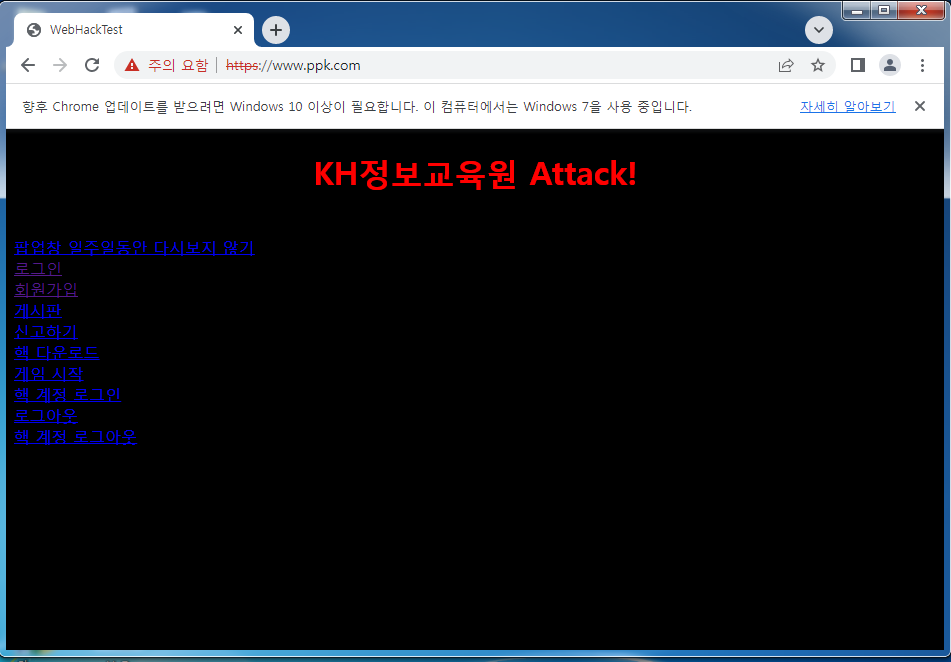 WebHackTest
주의 요함 https://www.ppk.com
향후 Chrome 업데이트를 받으려면 Windows 10 이상이 필요합니다. 이 컴퓨터에서는 Windows 7을 사용 중입니다. 자세히 알아보기
KH정보교육원 Attack!
팝업창 일주일동안 다시보지 않기
로그인
회원가입
게시판
신고하기
핵 다운로드
게임 시작
핵 계정 로그인
로그아웃
핵 계정 로그아웃